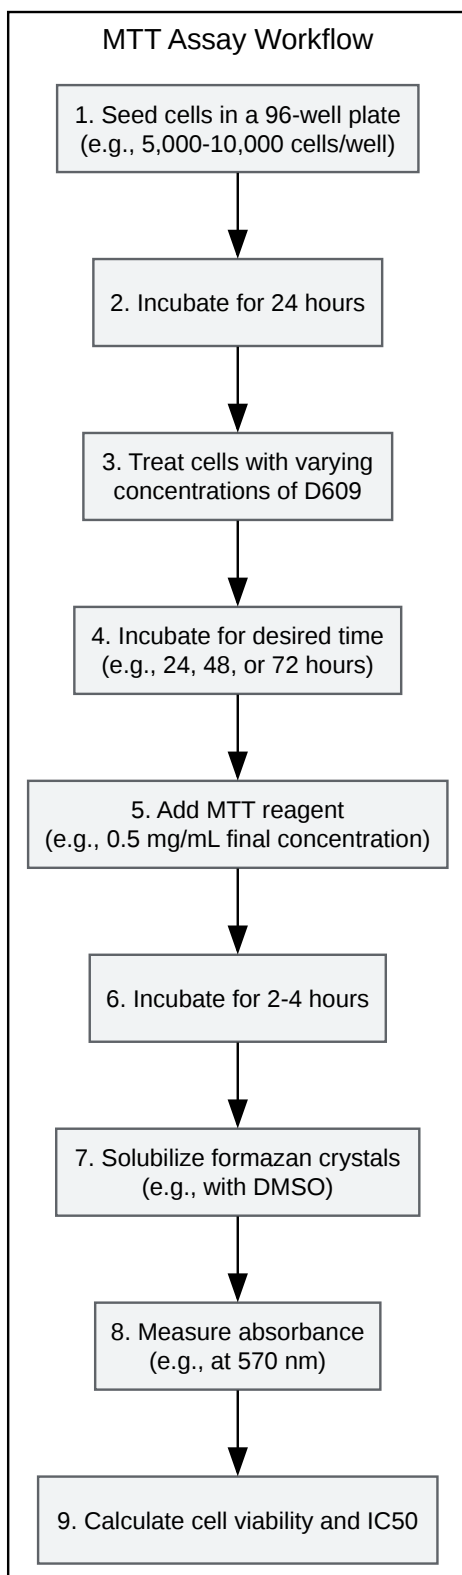 MTT Assay Workflow
1. Seed cells in a 96-well plate
(e.g., 5,000-10,000 cells/well)
2. Incubate for 24 hours
3. Treat cells with varying
concentrations of D609
4. Incubate for desired time
(e.g., 24, 48, or 72 hours)
5. Add MTT reagent
(e.g., 0.5 mg/mL final concentration)
6. Incubate for 2-4 hours
7. Solubilize formazan crystals
(e.g., with DMSO)
8. Measure absorbance
(e.g., at 570 nm)
9. Calculate cell viability and IC50